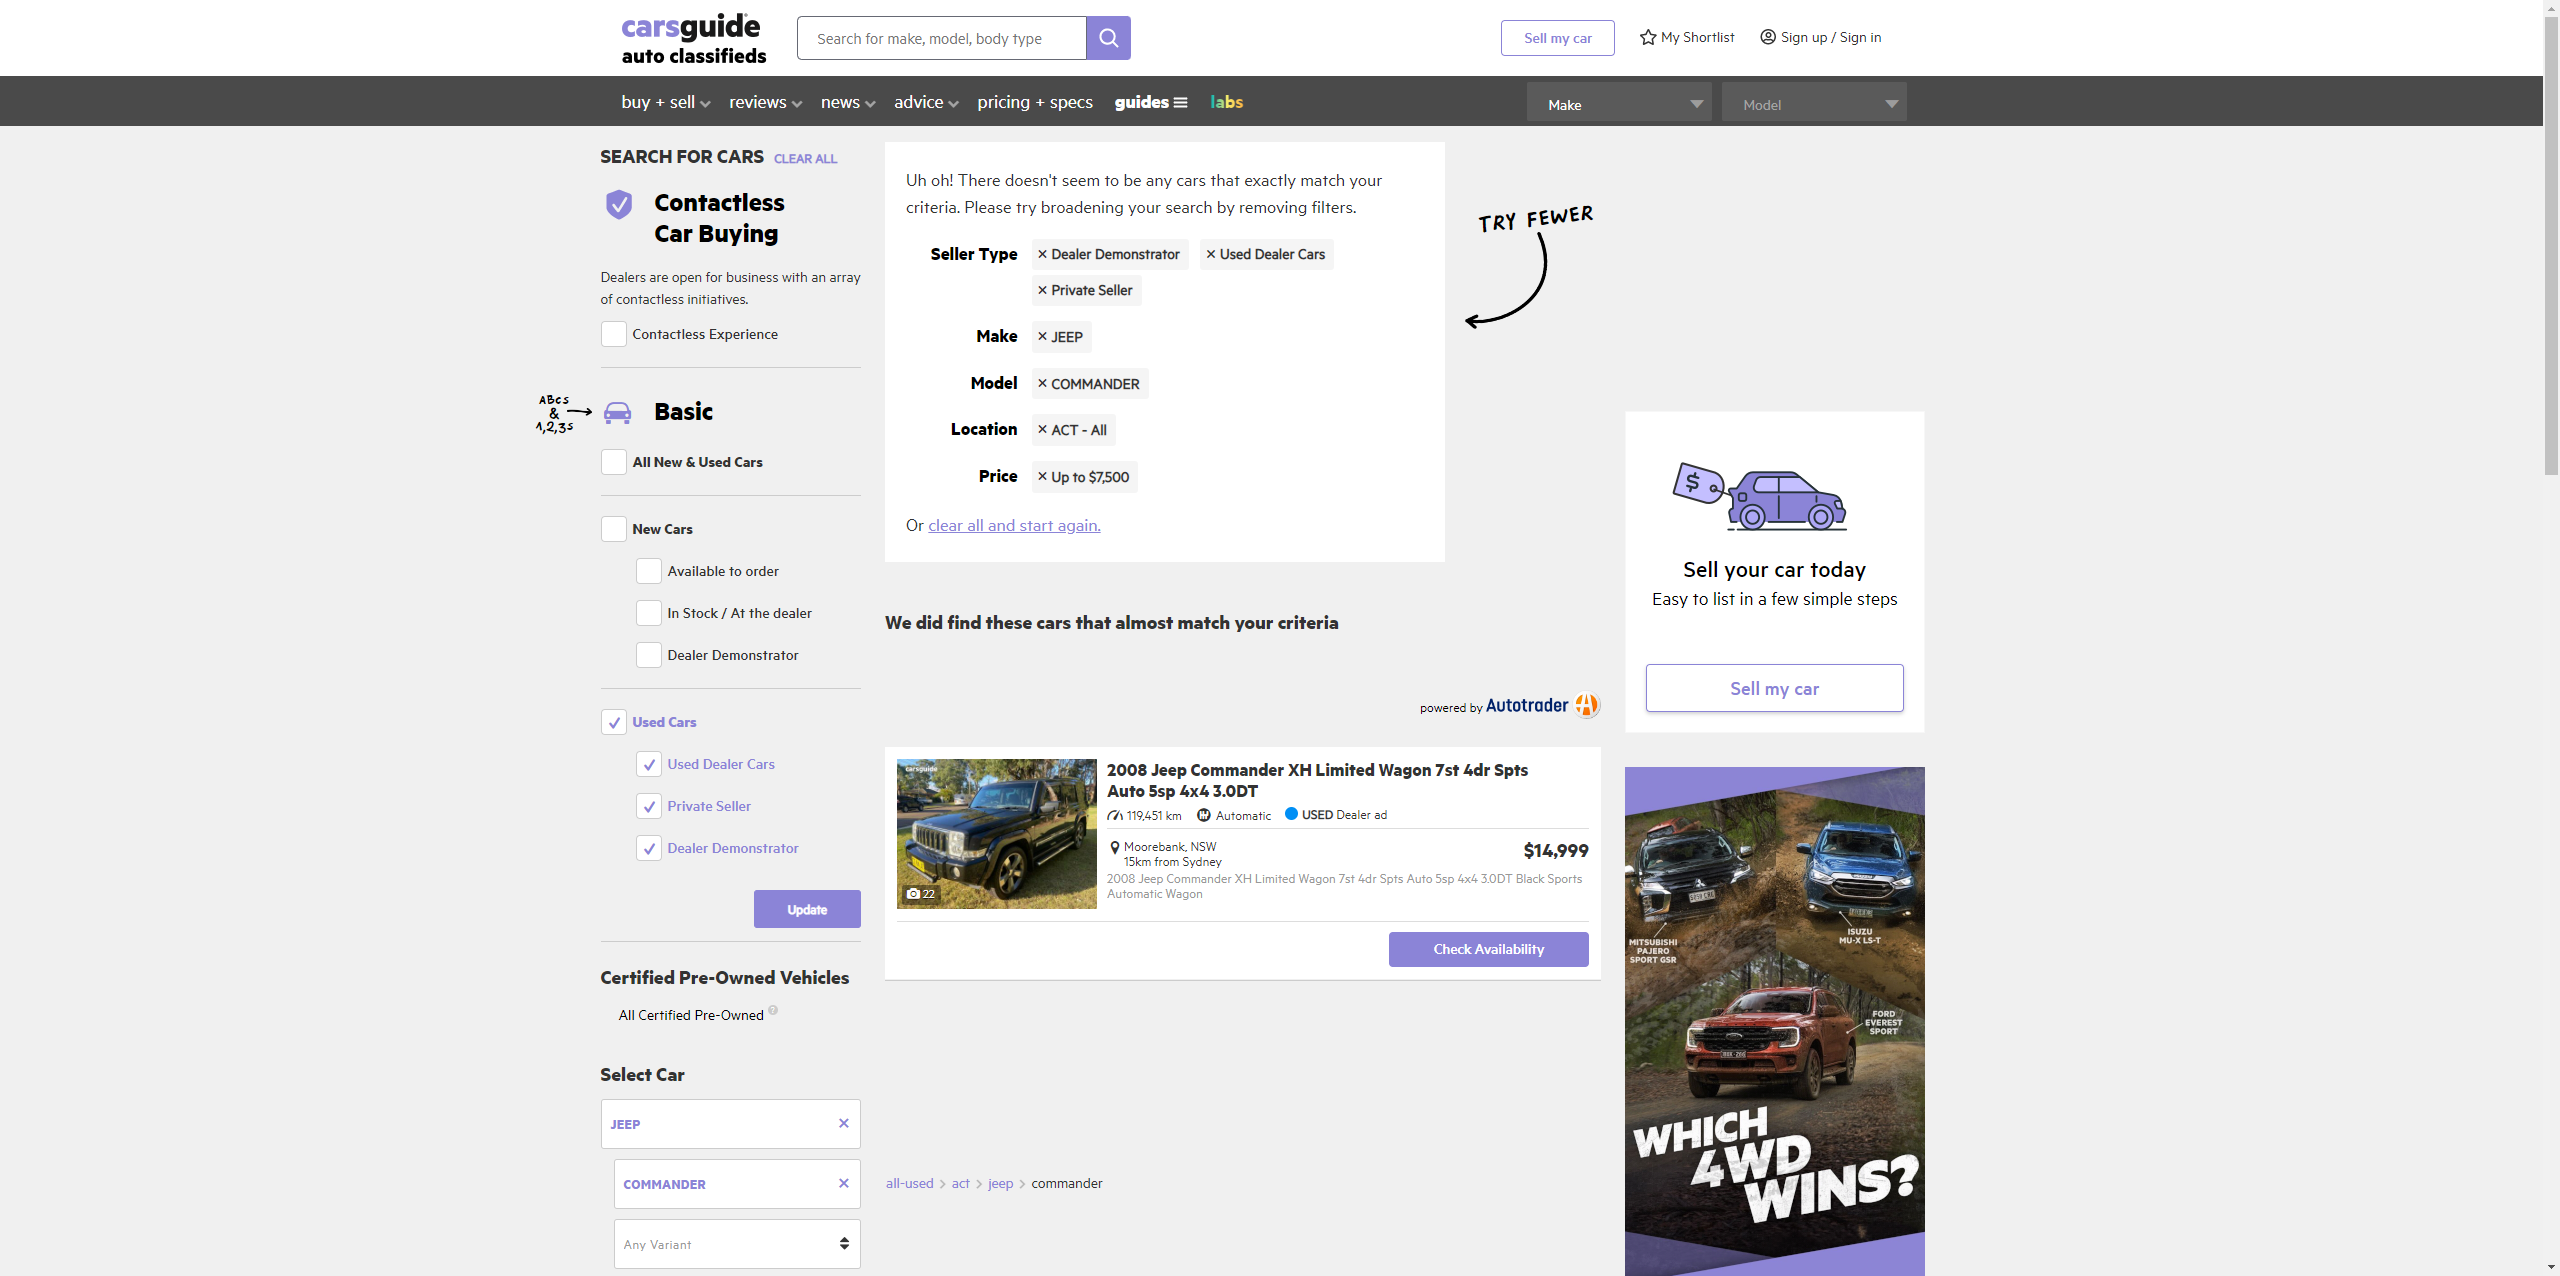 carsguide
auto classifieds
Search for make, model, body type
Sell my car
My Shortlist
Sign up / Sign in
buy + sell
reviews
news
advice
pricing + specs
guides
labs
Make
Model
SEARCH FOR CARS CLEAR ALL
Contactless
Car Buying
Dealers are open for business with an array
of contactless initiatives.
Contactless Experience
ABCs
&
1,2,3s
Basic
All New & Used Cars
New Cars
Available to order
In Stock / At the dealer
Dealer Demonstrator
Used Cars
Used Dealer Cars
Private Seller
Dealer Demonstrator
Update
Certified Pre-Owned Vehicles
All Certified Pre-Owned ?
Select Car
JEEP ×
COMMANDER ×
Any Variant
Uh oh! There doesn't seem to be any cars that exactly match your
criteria. Please try broadening your search by removing filters.
Seller Type × Dealer Demonstrator × Used Dealer Cars
× Private Seller
Make × JEEP
Model × COMMANDER
Location × ACT - All
Price × Up to $7,500
Or clear all and start again.
TRY FEWER
We did find these cars that almost match your criteria
powered by Autotrader
carsguide
22
2008 Jeep Commander XH Limited Wagon 7st 4dr Spts
Auto 5sp 4x4 3.0DT
119,451 km Automatic USED Dealer ad
Moorebank, NSW
15km from Sydney
$14,999
2008 Jeep Commander XH Limited Wagon 7st 4dr Spts Auto 5sp 4x4 3.0DT Black Sports
Automatic Wagon
Check Availability
all-used > act > jeep > commander
$
Sell your car today
Easy to list in a few simple steps
Sell my car
MITSUBISHI
PAJERO
SPORT GSR
ISUZU
MU-X LS-T
FORD
EVEREST
SPORT
WHICH
4WD
WINS?